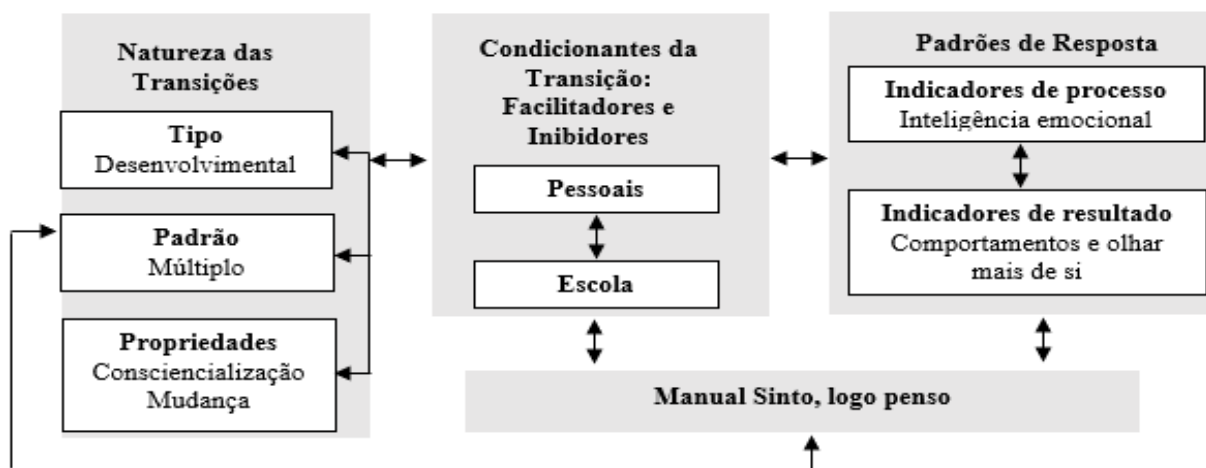 Natureza das
Transições
Tipo
Desenvolvimental
Padrão
Múltiplo
Propriedades
Consciencialização
Mudança
Condicionantes da
Transição:
Facilitadores e
Inibidores
Pessoais
Escola
Padrões de Resposta
Indicadores de processo
Inteligência emocional
Indicadores de resultado
Comportamentos e olhar
mais de si
Manual Sinto, logo penso